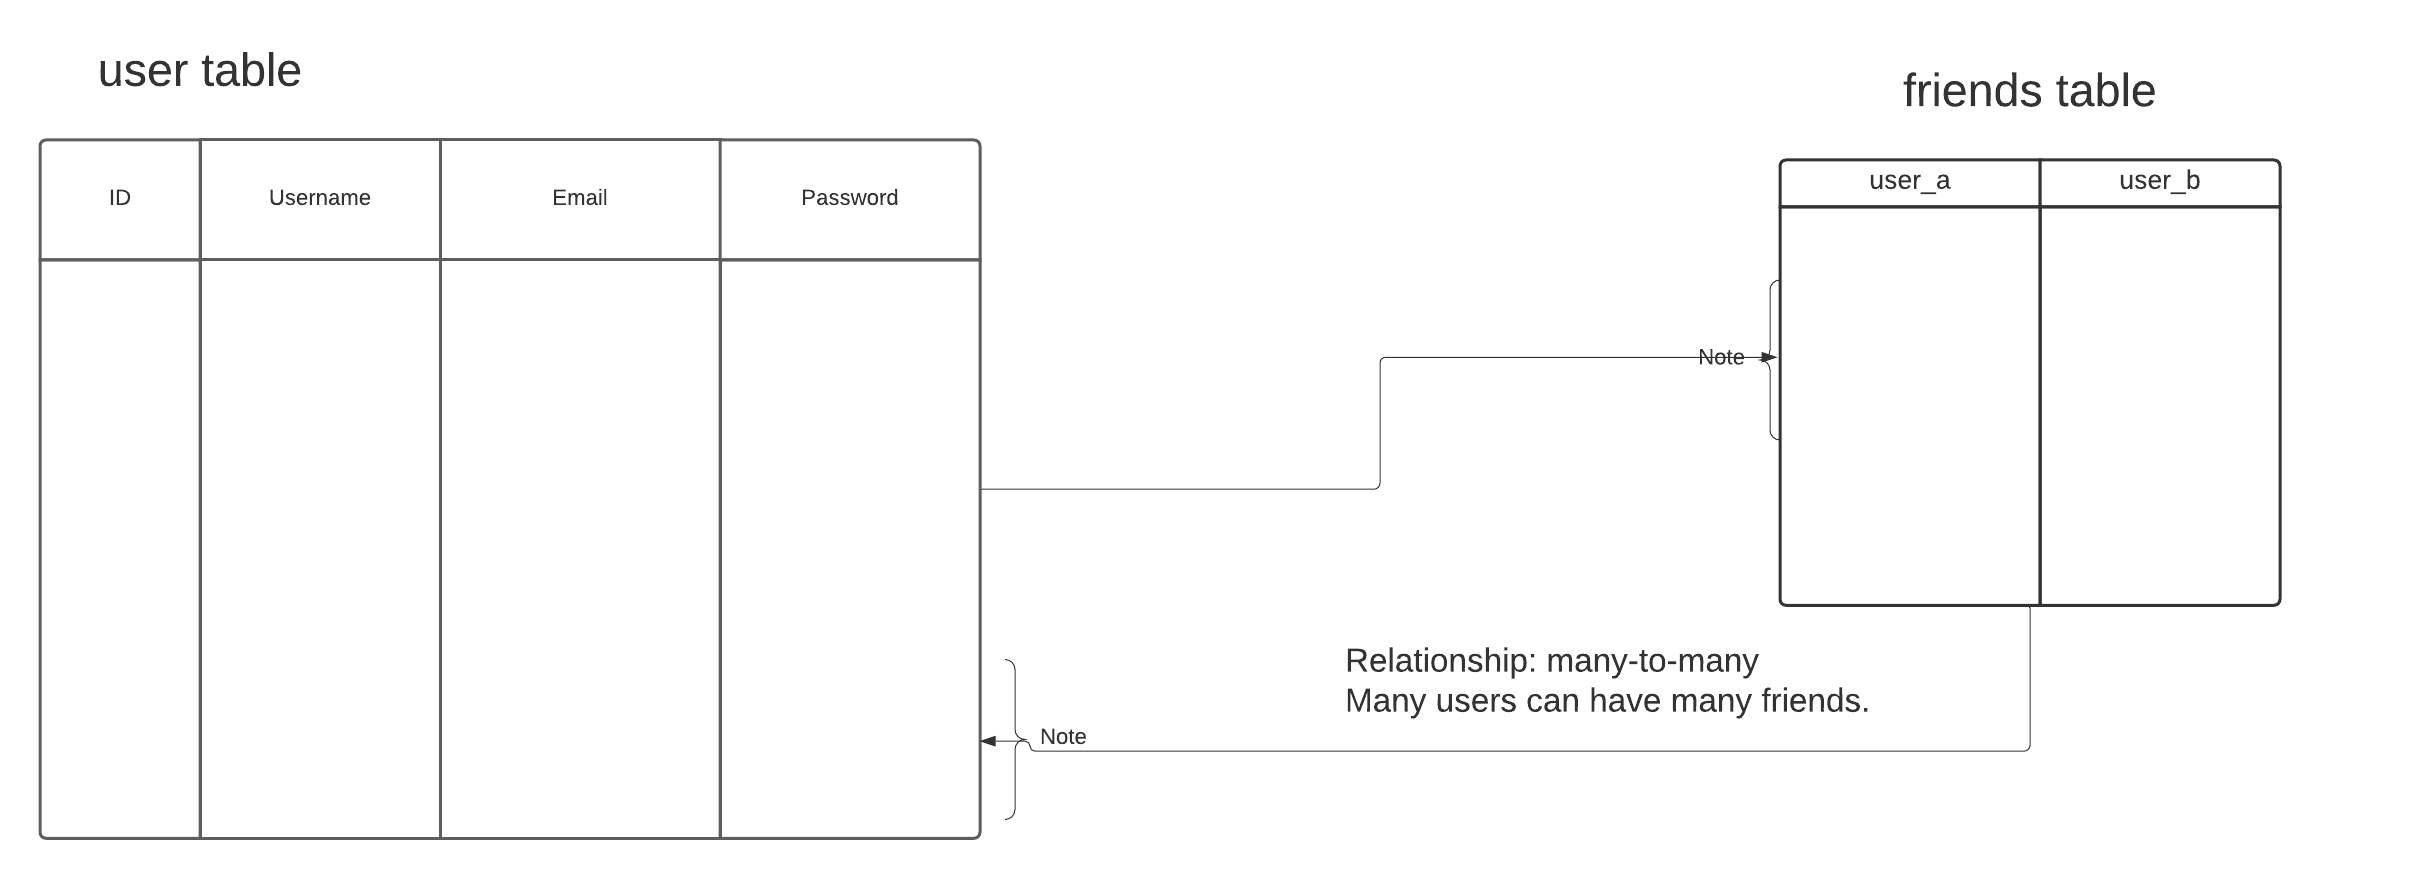 user table
friends table
ID
Username
Email
Password
user_a
user_b
Note
Relationship: many-to-many
Many users can have many friends.
Note